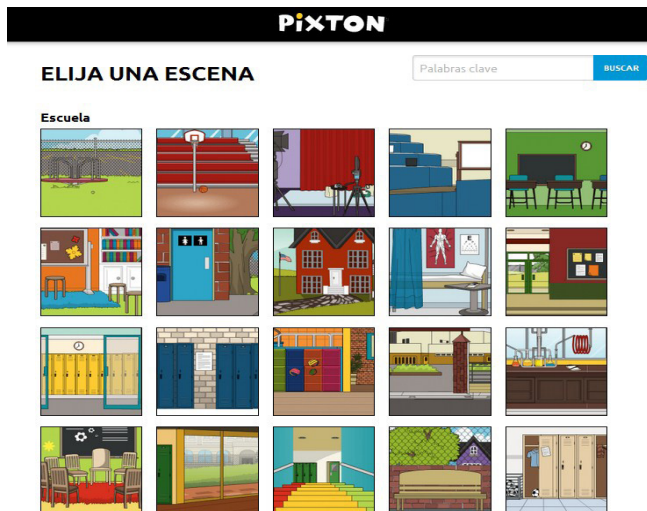 PiXTON
ELIJA UNA ESCENA
Palabras clave
BUSCAR
Escuela